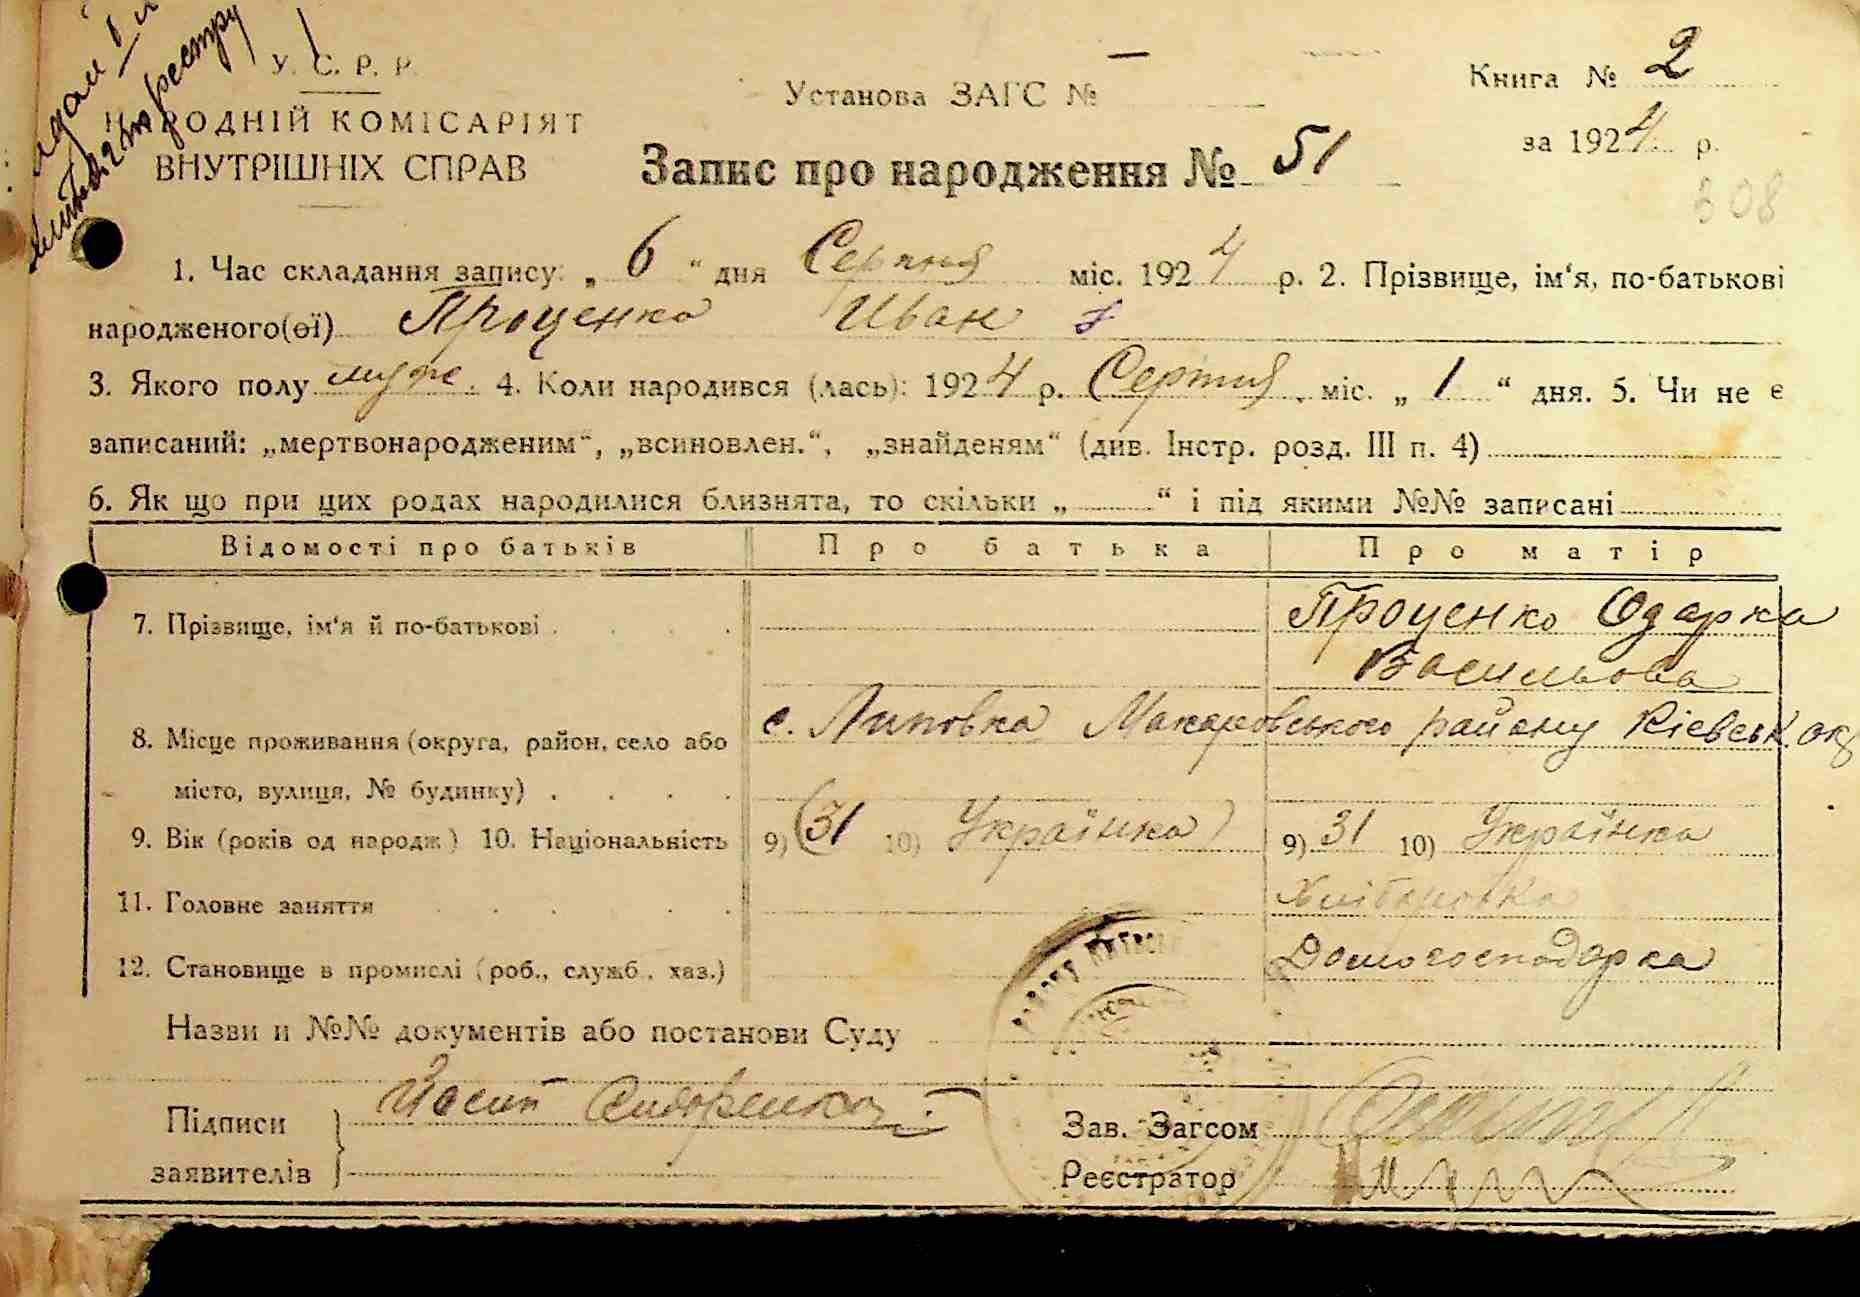 У. С. Р. Р.
НАРОДНІЙ КОМІСАРІЯТ
ВНУТРІШНІХ СПРАВ
Установа ЗАГС № —
Запис про народження № 51
Книга № 2
за 1924 р.
308
1. Час складання запису: „ 6 “ дня Серпня міс. 1924 р. 2. Прізвище, ім‘я, по-батькові
народженого(ої) Проценко Иван
3. Якого полу муж. 4. Коли народився (лась): 1924 р. Серпня міс. „ 1 “ дня. 5. Чи не є
записаний: „мертвонародженим“, „всиновлен.“, „знайденям“ (див. Інстр. розд. III п. 4)
6. Як що при цих родах народилися близнята, то скільки „ “ і під якими №№ записані
Відомості про батьків Про батька Про матір
7. Прізвище, ім‘я й по-батькові Проценко Одарка
Васильова
8. Місце проживання (округа, район, село або с. Липовка Макаровського району Кієвськ. окр
місто, вулиця, № будинку)
9. Вік (років од народж.) 10. Національність 9) (31 10) Українка) 9) 31 10) Українка
11. Головне заняття Хліборобка
12. Становище в промислі (роб., служб., хаз.) Домогосподарка
Назви и №№ документів або постанови Суду
Підписи Йосип Сидоренко
заявителів
Зав. Загсом
Реєстратор